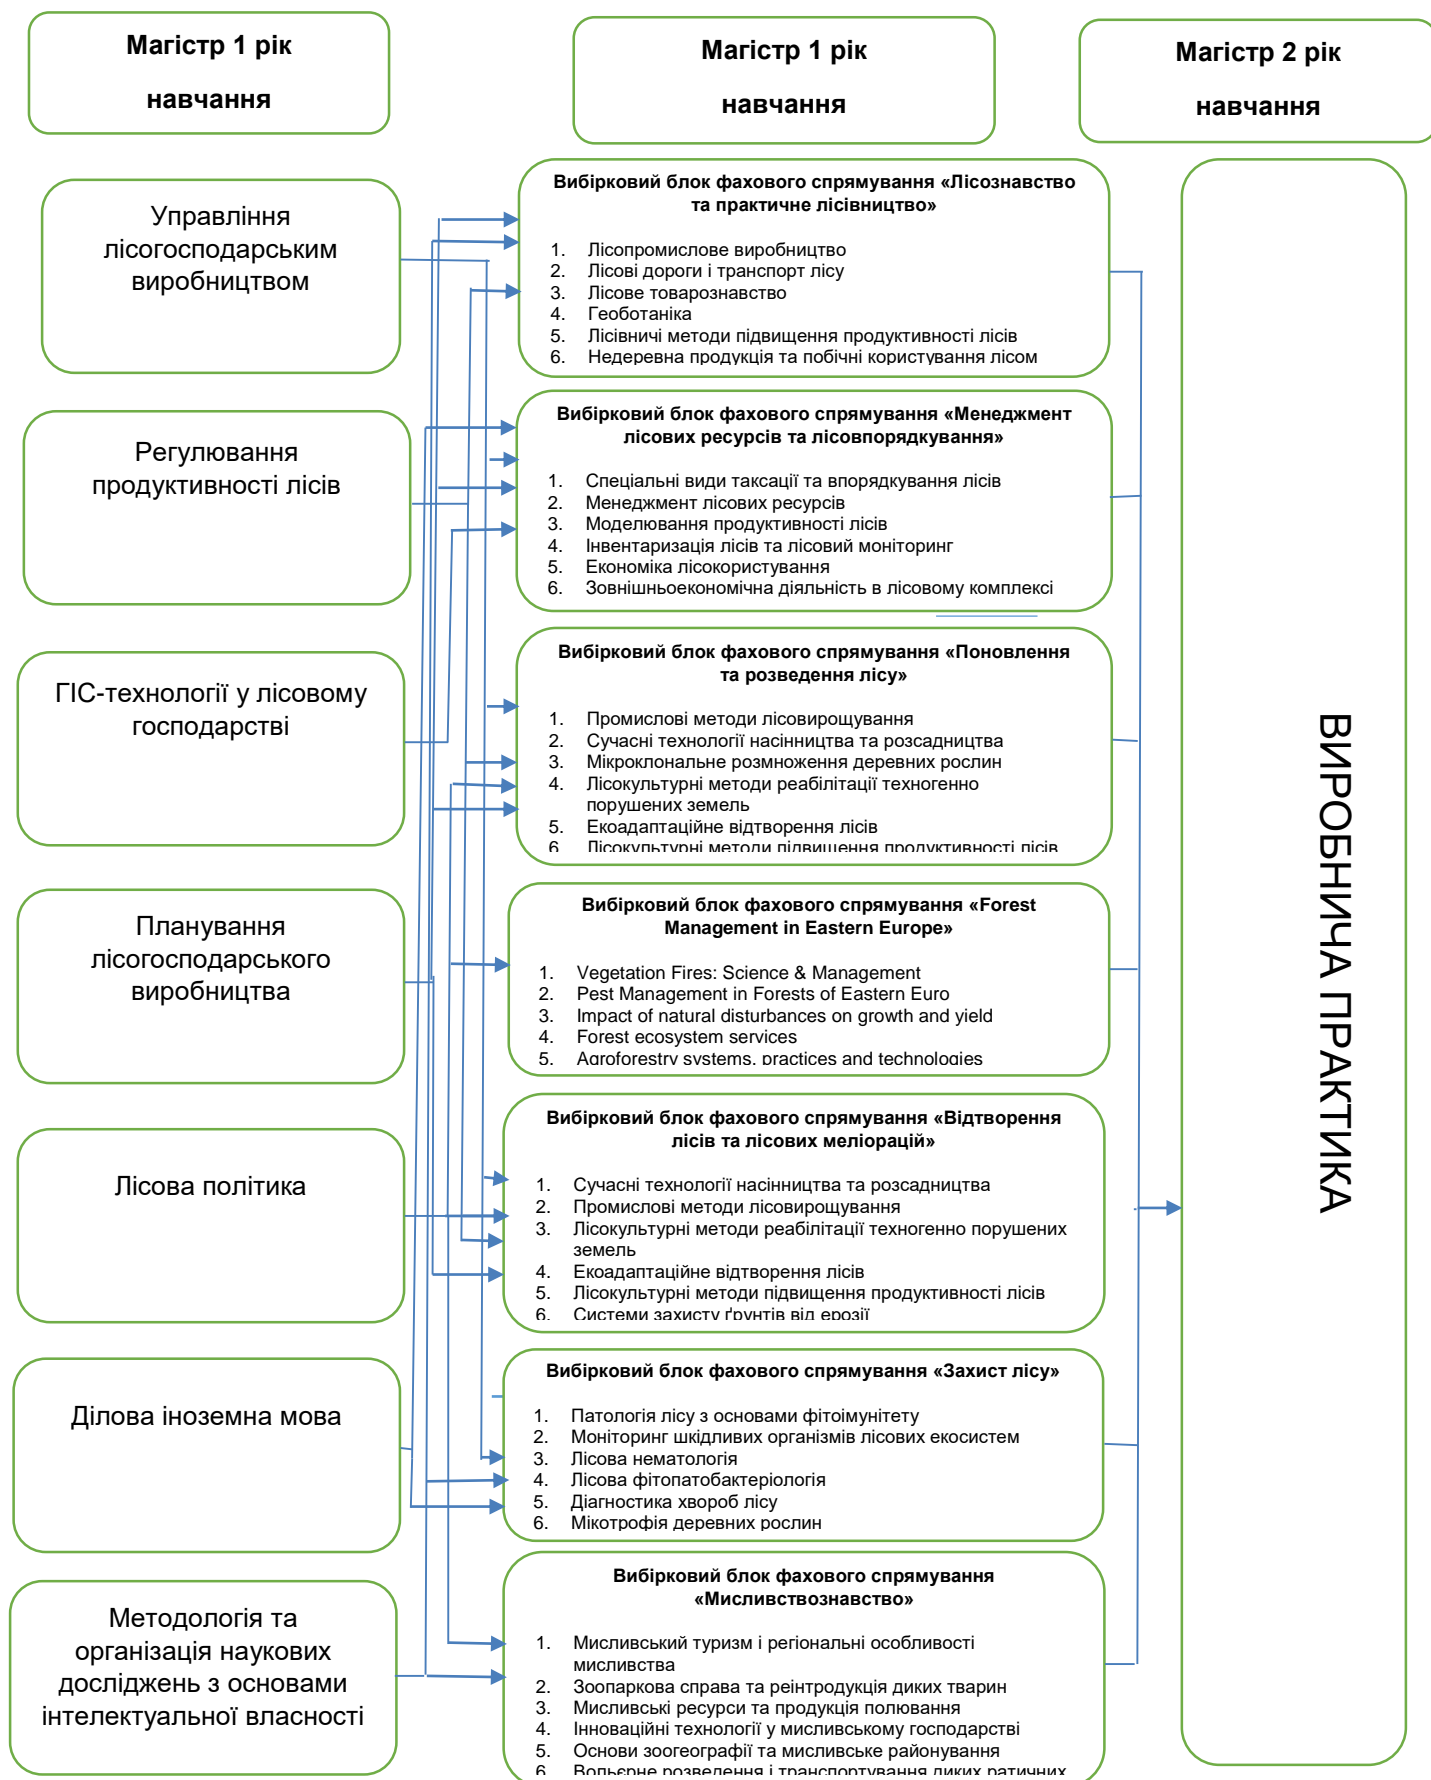 Магістр 1 рік
навчання
Магістр 1 рік
навчання
Магістр 2 рік
навчання
Управління
лісогосподарським
виробництвом
Регулювання
продуктивності лісів
ГІС-технології у лісовому
господарстві
Планування
лісогосподарського
виробництва
Лісова політика
Ділова іноземна мова
Методологія та
організація наукових
досліджень з основами
інтелектуальної власності
Вибірковий блок фахового спрямування «Лісознавство
та практичне лісівництво»
1. Лісопромислове виробництво
2. Лісові дороги і транспорт лісу
3. Лісове товарознавство
4. Геоботаніка
5. Лісівничі методи підвищення продуктивності лісів
6. Недеревна продукція та побічні користування лісом
Вибірковий блок фахового спрямування «Менеджмент
лісових ресурсів та лісовпорядкування»
1. Спеціальні види таксації та впорядкування лісів
2. Менеджмент лісових ресурсів
3. Моделювання продуктивності лісів
4. Інвентаризація лісів та лісовий моніторинг
5. Економіка лісокористування
6. Зовнішньоекономічна діяльність в лісовому комплексі
Вибірковий блок фахового спрямування «Поновлення
та розведення лісу»
1. Промислові методи лісовирощування
2. Сучасні технології насінництва та розсадництва
3. Мікроклональне розмноження деревних рослин
4. Лісокультурні методи реабілітації техногенно
порушених земель
5. Екоадаптаційне відтворення лісів
6. Лісокультурні методи підвищення продуктивності лісів
Вибірковий блок фахового спрямування «Forest
Management in Eastern Europe»
1. Vegetation Fires: Science & Management
2. Pest Management in Forests of Eastern Euro
3. Impact of natural disturbances on growth and yield
4. Forest ecosystem services
5. Agroforestry systems, practices and technologies
Вибірковий блок фахового спрямування «Відтворення
лісів та лісових меліорацій»
1. Сучасні технології насінництва та розсадництва
2. Промислові методи лісовирощування
3. Лісокультурні методи реабілітації техногенно порушених
земель
4. Екоадаптаційне відтворення лісів
5. Лісокультурні методи підвищення продуктивності лісів
6. Системи захисту ґрунтів від ерозії
Вибірковий блок фахового спрямування «Захист лісу»
1. Патологія лісу з основами фітоімунітету
2. Моніторинг шкідливих організмів лісових екосистем
3. Лісова нематологія
4. Лісова фітопатобактеріологія
5. Діагностика хвороб лісу
6. Мікотрофія деревних рослин
Вибірковий блок фахового спрямування
«Мисливствознавство»
1. Мисливський туризм і регіональні особливості
мисливства
2. Зоопаркова справа та реінтродукція диких тварин
3. Мисливські ресурси та продукція полювання
4. Інноваційні технології у мисливському господарстві
5. Основи зоогеографії та мисливське районування
6. Вольєрне розведення і транспортування диких ратичних
ВИРОБНИЧА ПРАКТИКА